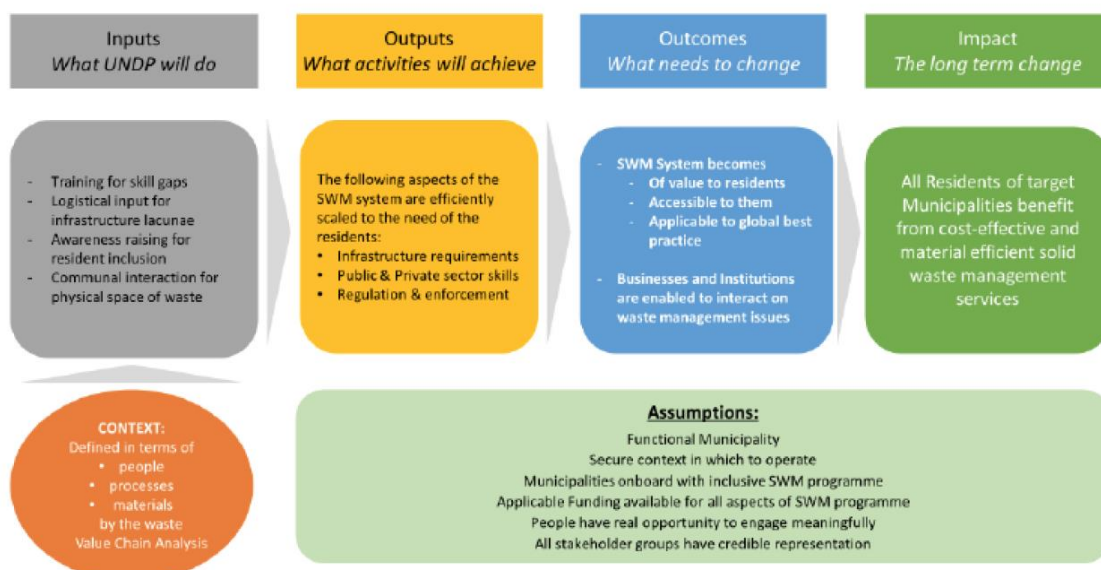 Inputs
What UNDP will do
Outputs
What activities will achieve
Outcomes
What needs to change
Impact
The long term change
- Training for skill gaps
- Logistical input for
infrastructure lacunae
- Awareness raising for
resident inclusion
- Communal interaction for
physical space of waste
The following aspects of the
SWM system are efficiently
scaled to the need of the
residents:
• Infrastructure requirements
• Public & Private sector skills
• Regulation & enforcement
- SWM System becomes
- Of value to residents
- Accessible to them
- Applicable to global best
practice
- Businesses and Institutions
are enabled to interact on
waste management issues
All Residents of target
Municipalities benefit
from cost-effective and
material efficient solid
waste management
services
CONTEXT:
Defined in terms of
• people
• processes
• materials
by the waste
Value Chain Analysis
Assumptions:
Functional Municipality
Secure context in which to operate
Municipalities onboard with inclusive SWM programme
Applicable Funding available for all aspects of SWM programme
People have real opportunity to engage meaningfully
All stakeholder groups have credible representation